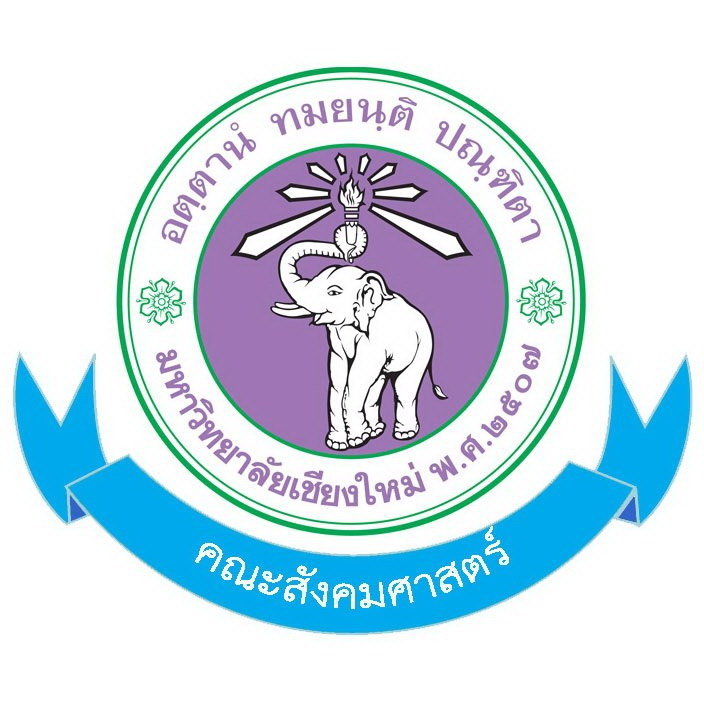 อตฺตานํ ทมยนฺติ ปณฺฑิตา
มหาวิทยาลัยเชียงใหม่ พ.ศ.๒๕๐๗
คณะสังคมศาสตร์